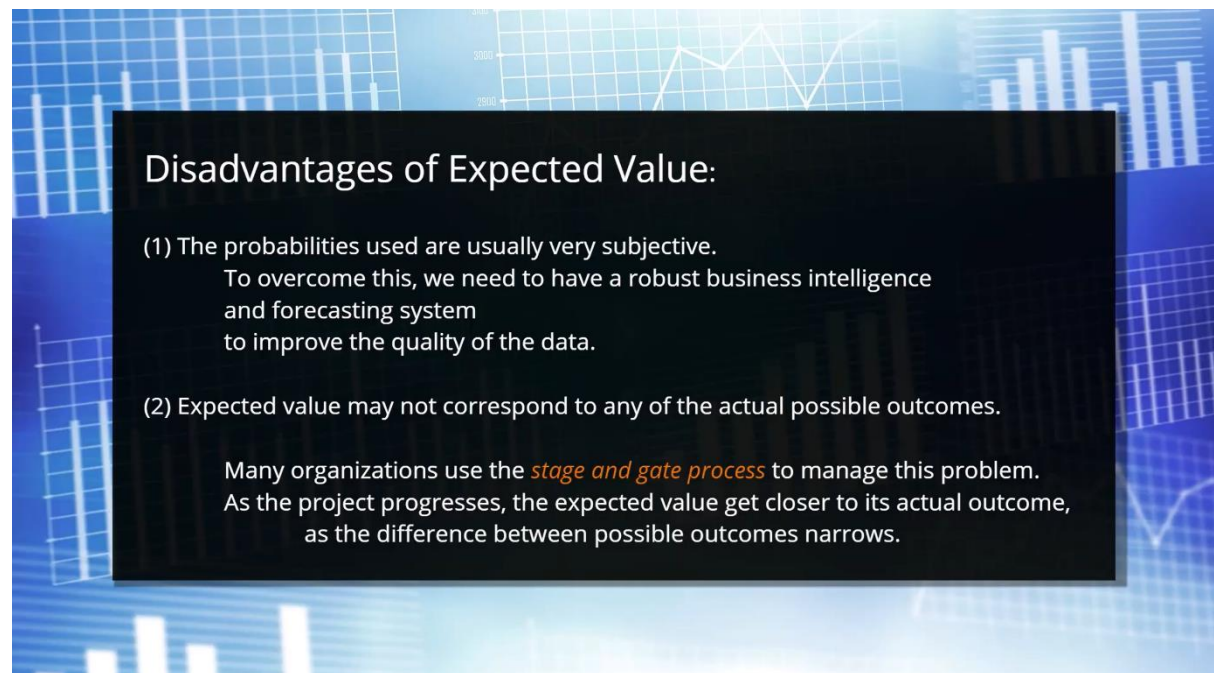 3000
2900
Disadvantages of Expected Value:
(1) The probabilities used are usually very subjective.
To overcome this, we need to have a robust business intelligence
and forecasting system
to improve the quality of the data.
(2) Expected value may not correspond to any of the actual possible outcomes.
Many organizations use the stage and gate process to manage this problem.
As the project progresses, the expected value get closer to its actual outcome,
as the difference between possible outcomes narrows.